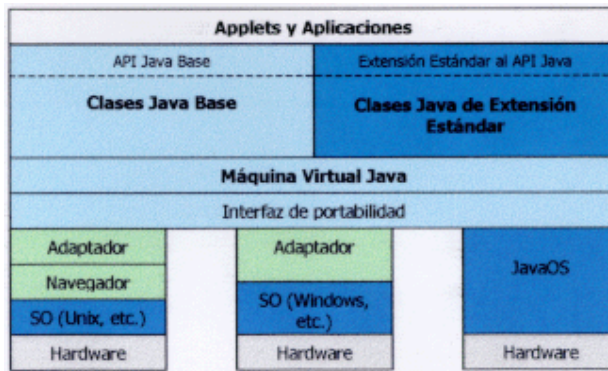 Applets y Aplicaciones
API Java Base
Extensión Estándar al API Java
Clases Java Base
Clases Java de Extensión
Estándar
Máquina Virtual Java
Interfaz de portabilidad
Adaptador
Navegador
SO (Unix, etc.)
Hardware
Adaptador
SO (Windows,
etc.)
Hardware
JavaOS
Hardware